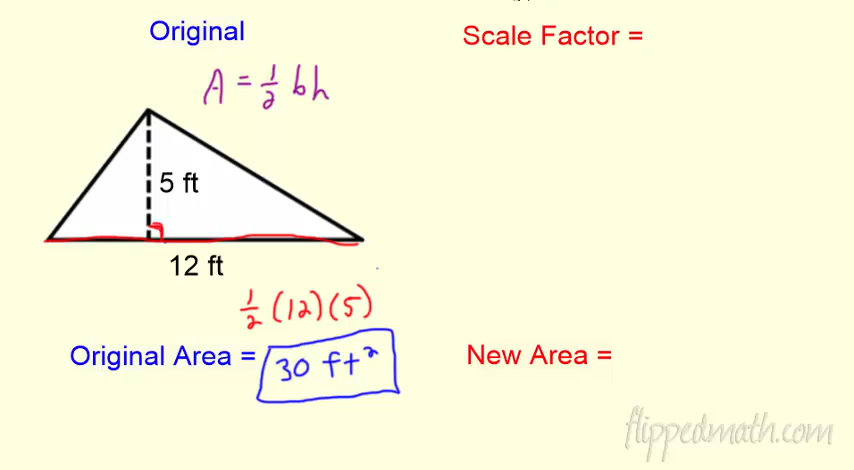 Original
Scale Factor =
A = 1/2 bh
5 ft
12 ft
1/2 (12)(5)
Original Area = 30 ft²
New Area =
flippedmath.com